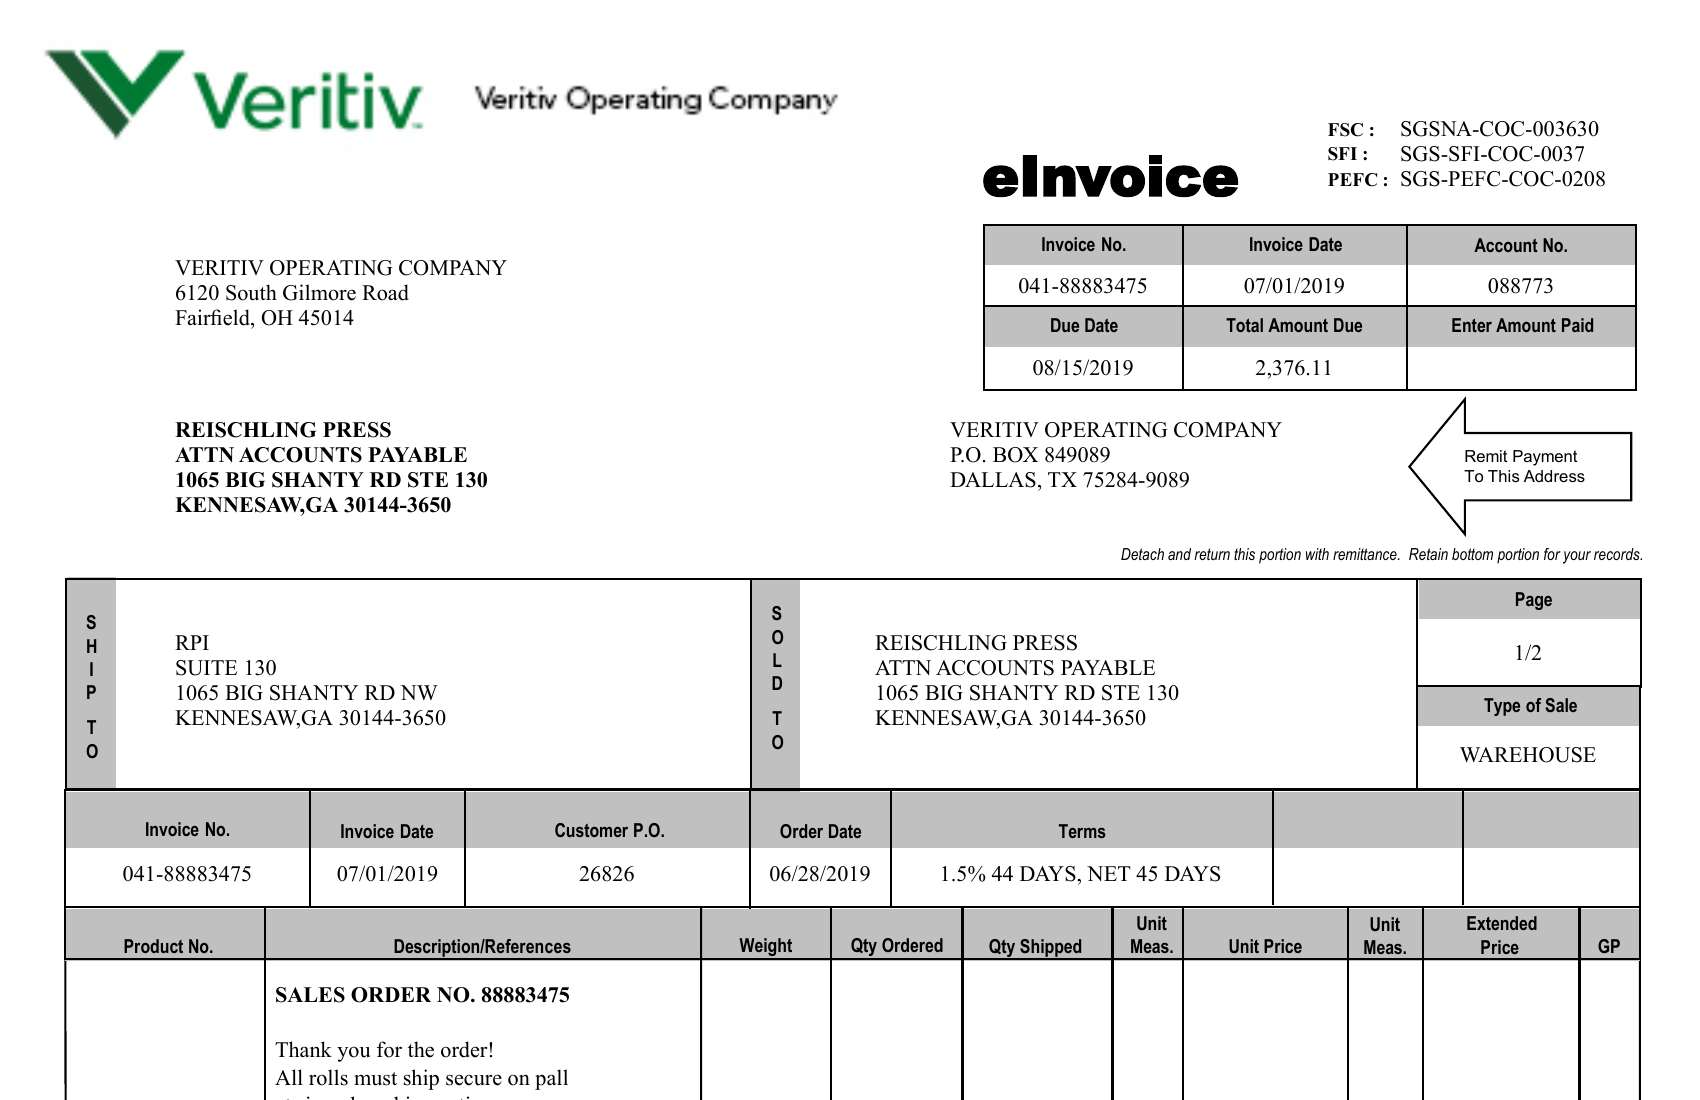 Veritiv
Veritiv Operating Company
FSC : SGSNA-COC-003630
SFI : SGS-SFI-COC-0037
PEFC : SGS-PEFC-COC-0208
eInvoice
Invoice No. Invoice Date Account No.
041-88883475 07/01/2019 088773
Due Date Total Amount Due Enter Amount Paid
08/15/2019 2,376.11
VERITIV OPERATING COMPANY
6120 South Gilmore Road
Fairfield, OH 45014
REISCHLING PRESS
ATTN ACCOUNTS PAYABLE
1065 BIG SHANTY RD STE 130
KENNESAW,GA 30144-3650
VERITIV OPERATING COMPANY
P.O. BOX 849089
DALLAS, TX 75284-9089
Remit Payment
To This Address
Detach and return this portion with remittance. Retain bottom portion for your records.
SHIP TO
RPI
SUITE 130
1065 BIG SHANTY RD NW
KENNESAW,GA 30144-3650
SOLD TO
REISCHLING PRESS
ATTN ACCOUNTS PAYABLE
1065 BIG SHANTY RD STE 130
KENNESAW,GA 30144-3650
Page
1/2
Type of Sale
WAREHOUSE
Invoice No. Invoice Date Customer P.O. Order Date Terms
041-88883475 07/01/2019 26826 06/28/2019 1.5% 44 DAYS, NET 45 DAYS
Product No. Description/References Weight Qty Ordered Qty Shipped Unit Meas. Unit Price Unit Meas. Extended Price GP
SALES ORDER NO. 88883475
Thank you for the order!
All rolls must ship secure on pall